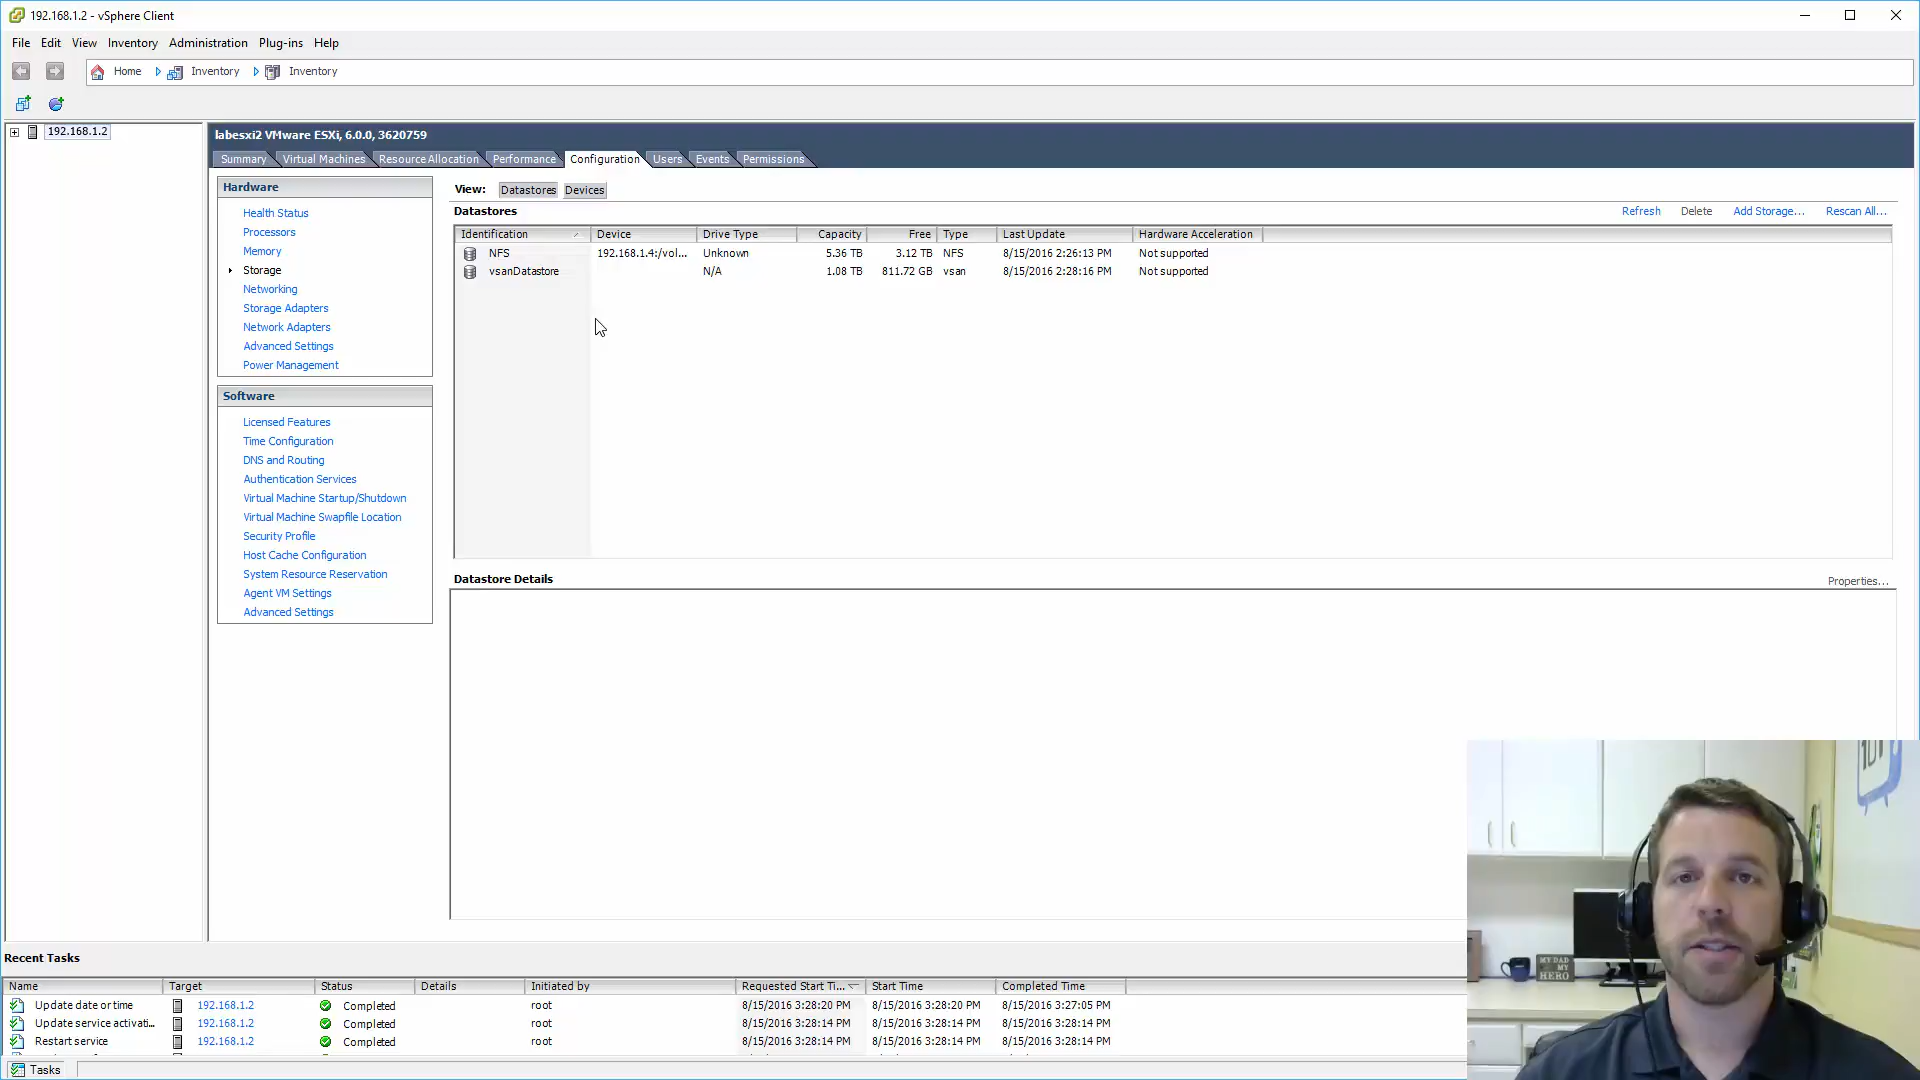 192.168.1.2 - vSphere Client
File Edit View Inventory Administration Plug-ins Help
Home Inventory Inventory
192.168.1.2
labesxi2 VMware ESXi, 6.0.0, 3620759
Summary Virtual Machines Resource Allocation Performance Configuration Users Events Permissions
Hardware
Health Status
Processors
Memory
Storage
Networking
Storage Adapters
Network Adapters
Advanced Settings
Power Management
Software
Licensed Features
Time Configuration
DNS and Routing
Authentication Services
Virtual Machine Startup/Shutdown
Virtual Machine Swapfile Location
Security Profile
Host Cache Configuration
System Resource Reservation
Agent VM Settings
Advanced Settings
View: Datastores Devices
Datastores Refresh Delete Add Storage... Rescan All...
Identification Device Drive Type Capacity Free Type Last Update Hardware Acceleration
NFS 192.168.1.4:/vol... Unknown 5.36 TB 3.12 TB NFS 8/15/2016 2:26:13 PM Not supported
vsanDatastore N/A 1.08 TB 811.72 GB vsan 8/15/2016 2:28:16 PM Not supported
Datastore Details Properties...
Recent Tasks
Name Target Status Details Initiated by Requested Start Ti... Start Time Completed Time
Update date or time 192.168.1.2 Completed root 8/15/2016 3:28:20 PM 8/15/2016 3:28:20 PM 8/15/2016 3:27:05 PM
Update service activati... 192.168.1.2 Completed root 8/15/2016 3:28:14 PM 8/15/2016 3:28:14 PM 8/15/2016 3:28:14 PM
Restart service 192.168.1.2 Completed root 8/15/2016 3:28:14 PM 8/15/2016 3:28:14 PM 8/15/2016 3:28:14 PM
Tasks
MY DAD
MY
HERO